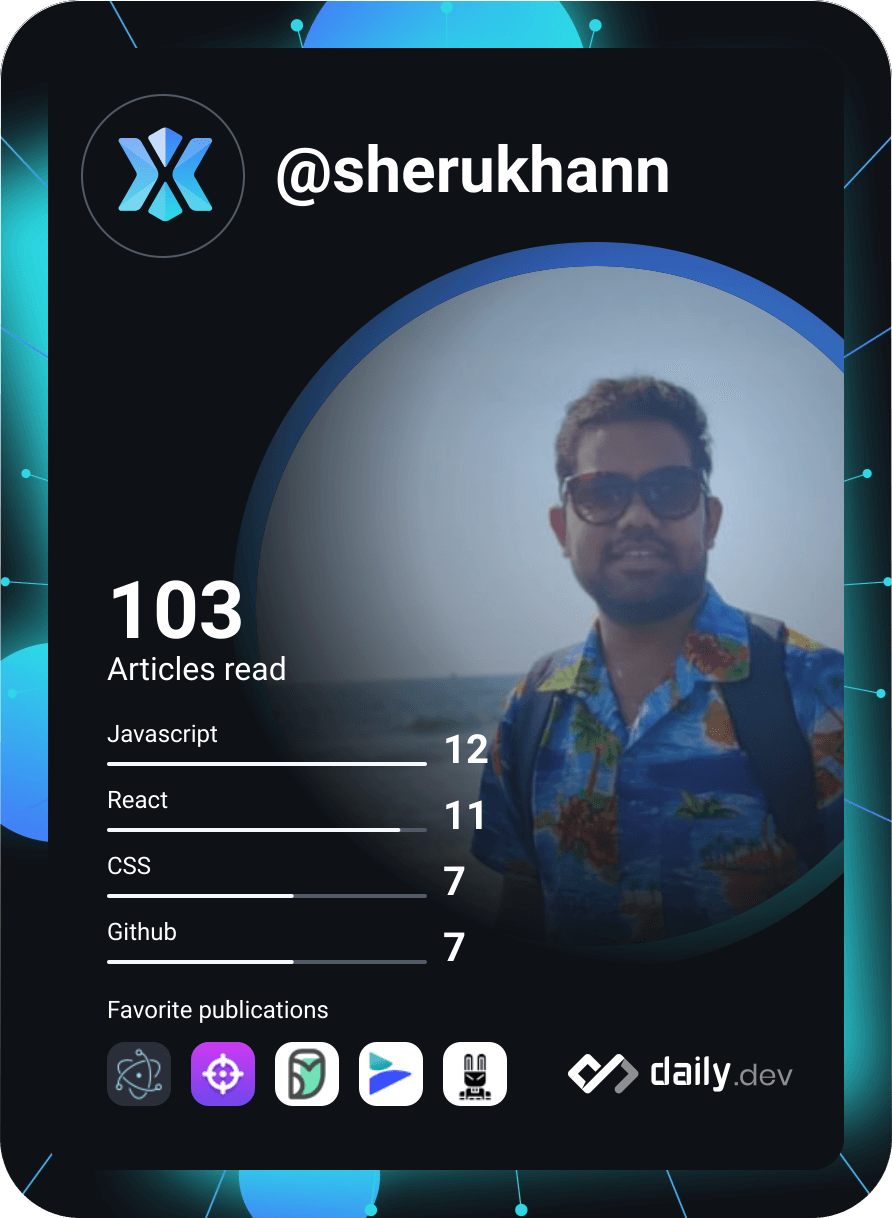 @sherukhann
103
Articles read
Javascript 12
React 11
CSS 7
Github 7
Favorite publications
daily.dev